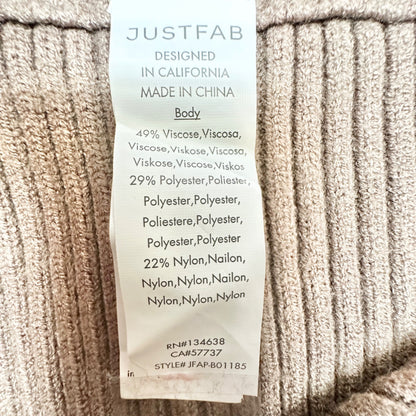 JUSTFAB
DESIGNED
IN CALIFORNIA
MADE IN CHINA
Body
49% Viscose,Viscosa,
Viscose,Viskose,Viscosa,
Viskose,Viscose,Viskos
29% Polyester,Poliester,
Polyester,Polyester,
Poliestere,Polyester,
Polyester,Polyester
22% Nylon,Nailon,
Nylon,Nylon,Nailon,
Nylon,Nylon,Nylon
RN#134638
CA#57737
STYLE# JFAP-B01185